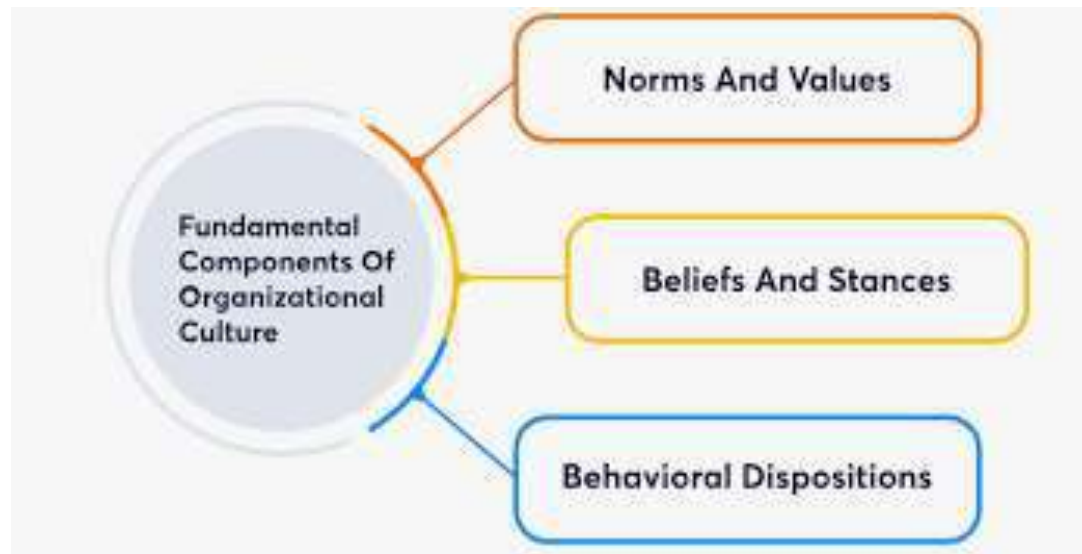 Fundamental
Components Of
Organizational
Culture
Norms And Values
Beliefs And Stances
Behavioral Dispositions